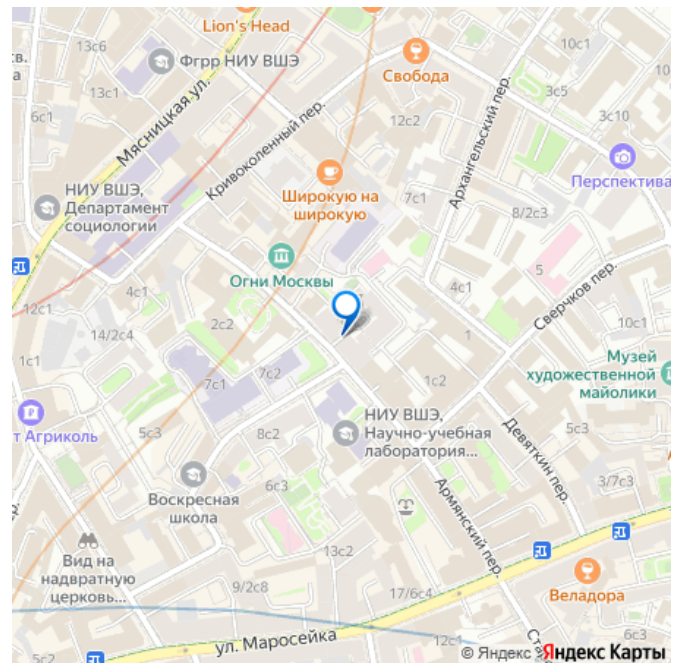 Lion's Head
13с6
10с1
св.
Фгрр НИУ ВШЭ
Свобода
13с1
3с5
6с1
Мясницкая ул.
Кривоколенный пер.
12с2
Архангельский пер.
3с10
НИУ ВШЭ,
Департамент
социологии
Широкую на
широкую
7с1
8/2с3
Перспектива
Огни Москвы
5
Сверчков пер.
4с1
4с1
12с1
2с2
14/2с4
1
10с1
1с1
7с2
7с1
1с2
Музей
художественной
майолики
т Агриколь
5с3
8с2
НИУ ВШЭ,
Научно-учебная
лаборатория...
Девяткин пер.
5с3
Воскресная
школа
6с3
3/7с3
Армянский пер.
13с2
Вид на
надвратную
церковь...
9/2с8
17/6с4
Веладора
ул. Маросейка
12с1
Ста
© Яндекс Яндекс Карты